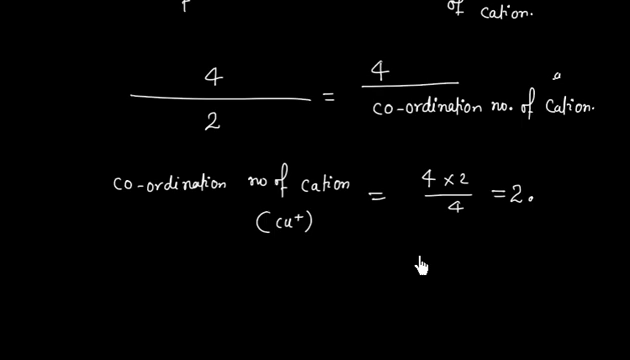 of
cation.
4 / 2 = 4 / co-ordination no. of cation.
co-ordination no of cation = 4 × 2 / 4 = 2.
(cu+)